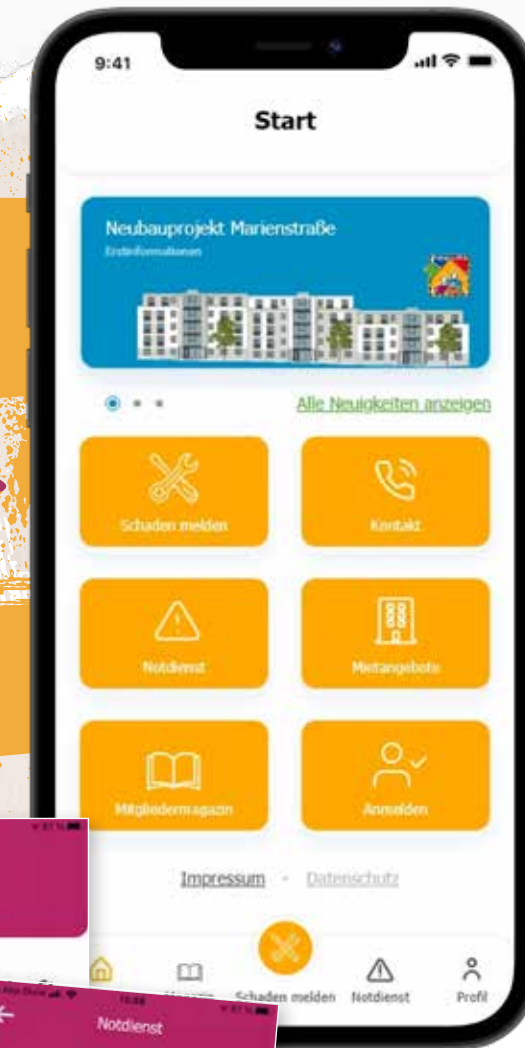 9:41
Start
Neubauprojekt Marienstraße
Erstinformationen
Alle Neuigkeiten anzeigen
Schaden melden
Kontakt
Notdienst
Mietangebote
Mitgliedermagazin
Anmelden
Impressum - Datenschutz
Schaden melden
Notdienst
Profil
Notdienst